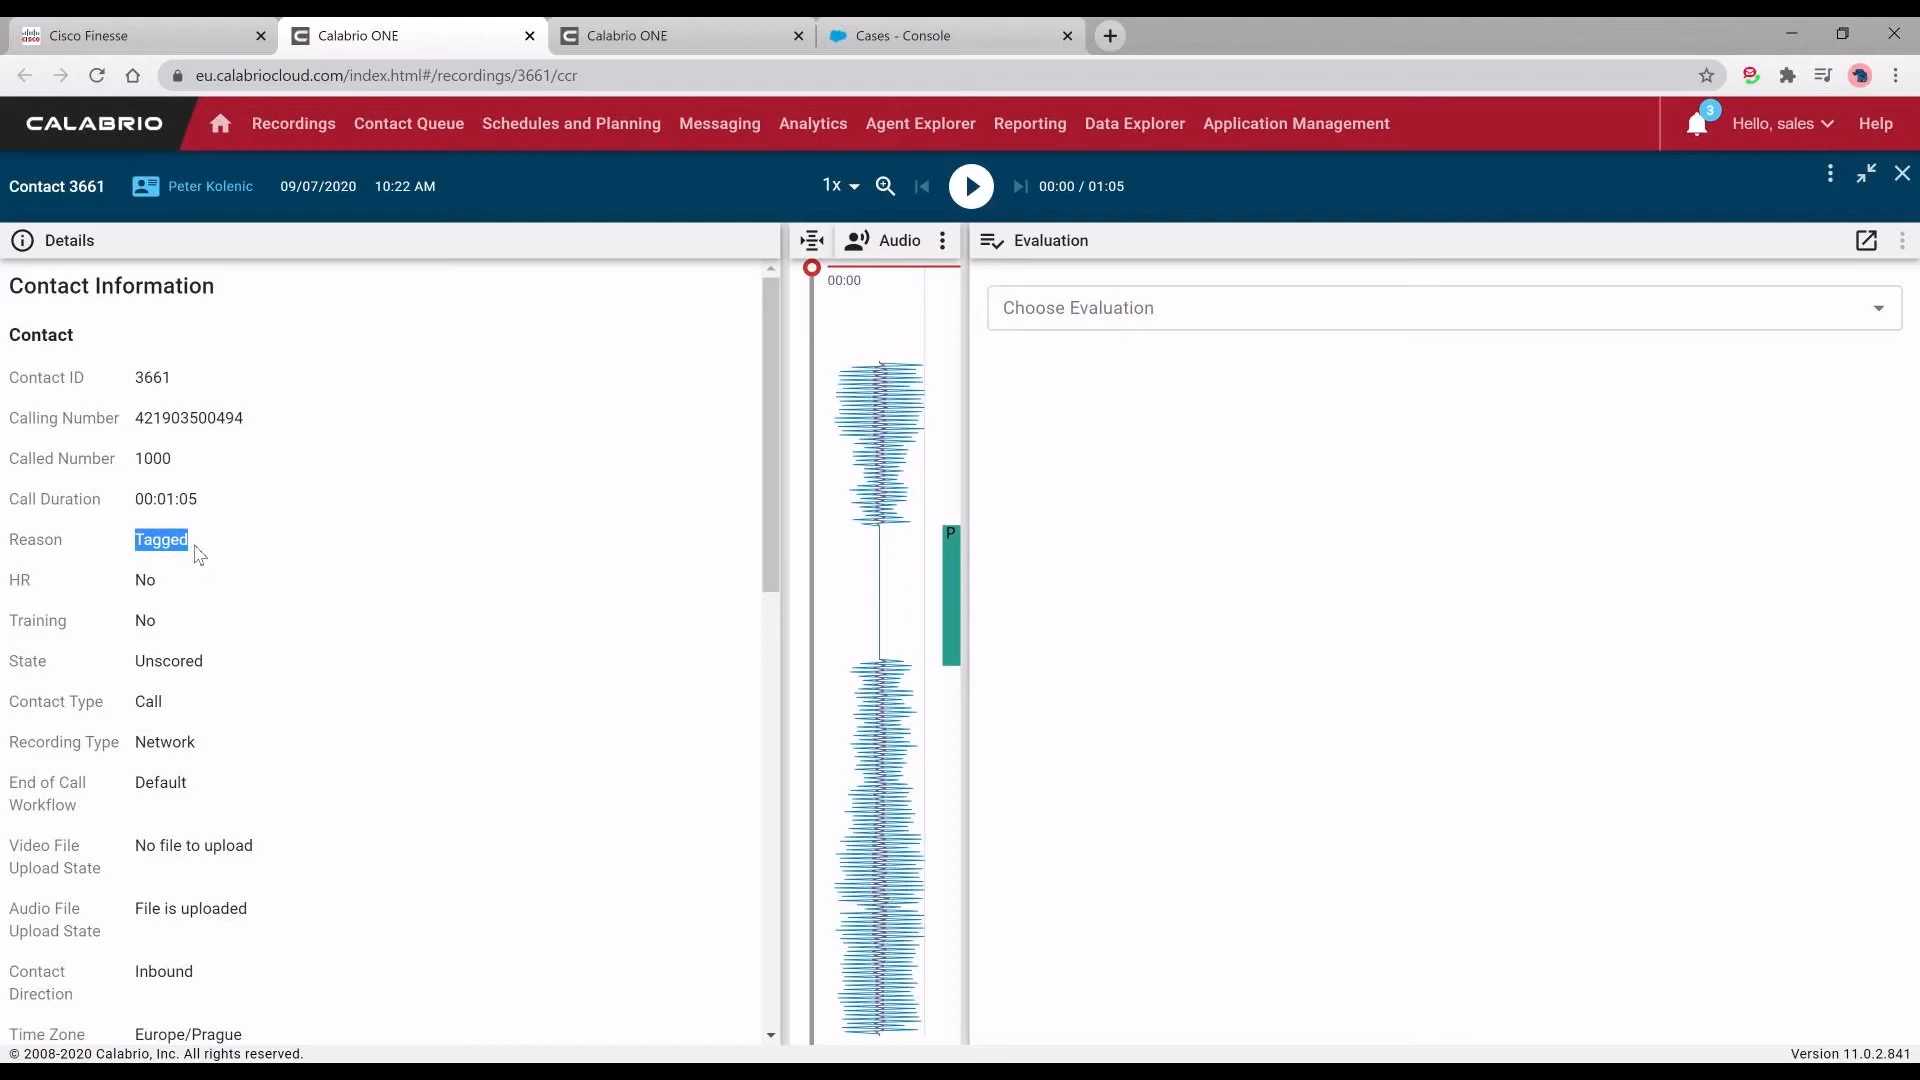 Cisco Finesse
Calabrio ONE
Calabrio ONE
Cases - Console
eu.calabriocloud.com/index.html#/recordings/3661/ccr
CALABRIO
Recordings
Contact Queue
Schedules and Planning
Messaging
Analytics
Agent Explorer
Reporting
Data Explorer
Application Management
3
Hello, sales
Help
Contact 3661
Peter Kolenic
09/07/2020
10:22 AM
1x
00:00 / 01:05
Details
Audio
Evaluation
Contact Information
00:00
Choose Evaluation
Contact
Contact ID 3661
Calling Number 421903500494
Called Number 1000
Call Duration 00:01:05
Reason Tagged
P
HR No
Training No
State Unscored
Contact Type Call
Recording Type Network
End of Call Default
Workflow
Video File No file to upload
Upload State
Audio File File is uploaded
Upload State
Contact Inbound
Direction
Time Zone Europe/Prague
© 2008-2020 Calabrio, Inc. All rights reserved.
Version 11.0.2.841